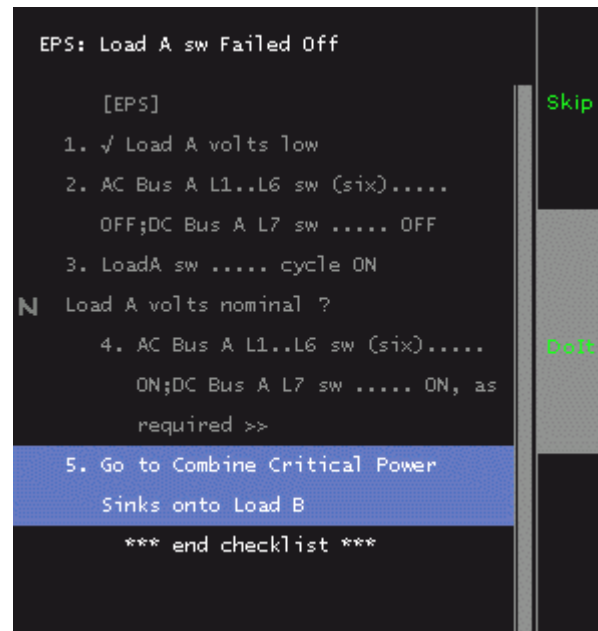 EPS: Load A sw Failed Off
[EPS]
Skip
1. √ Load A volts low
2. AC Bus A L1..L6 sw (six).....
OFF;DC Bus A L7 sw ..... OFF
3. LoadA sw ..... cycle ON
N Load A volts nominal ?
4. AC Bus A L1..L6 sw (six).....
DoIt
ON;DC Bus A L7 sw ..... ON, as
required >>
5. Go to Combine Critical Power
Sinks onto Load B
*** end checklist ***